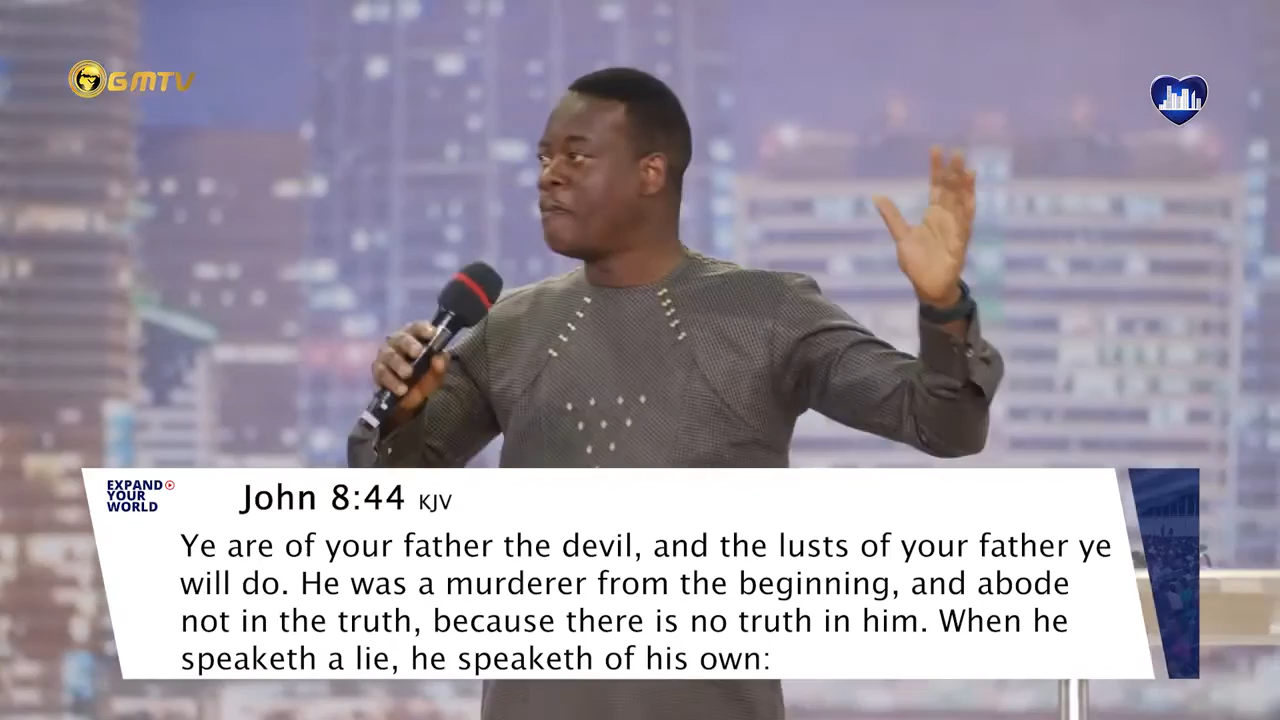 GMTV
EXPAND
YOUR
WORLD
John 8:44 KJV
Ye are of your father the devil, and the lusts of your father ye
will do. He was a murderer from the beginning, and abode
not in the truth, because there is no truth in him. When he
speaketh a lie, he speaketh of his own: